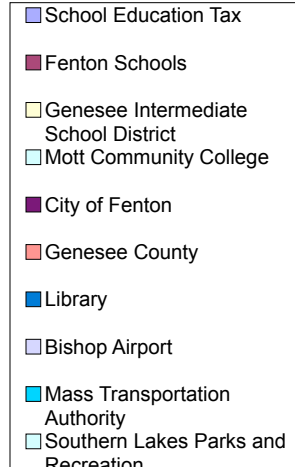 School Education Tax
Fenton Schools
Genesee Intermediate
School District
Mott Community College
City of Fenton
Genesee County
Library
Bishop Airport
Mass Transportation
Authority
Southern Lakes Parks and
Recreation